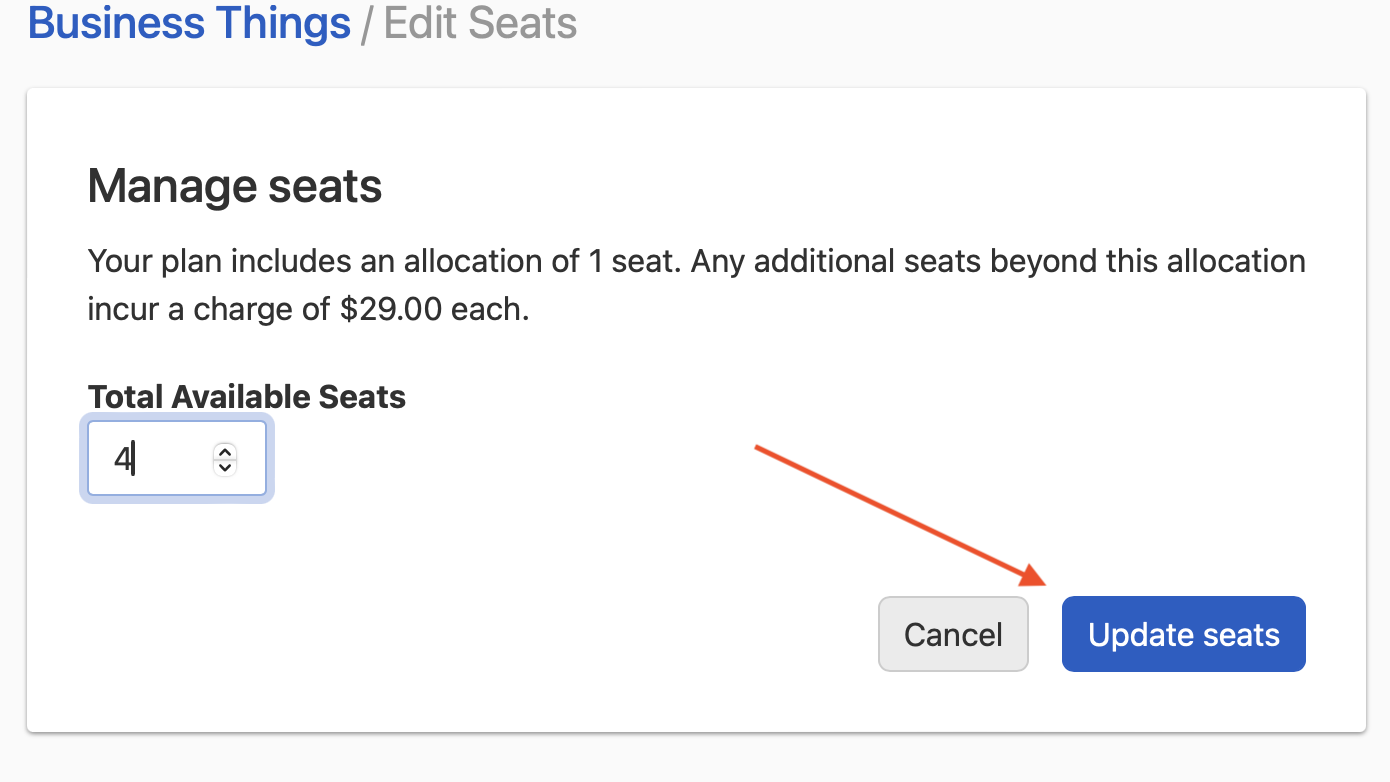 Business Things / Edit Seats
Manage seats
Your plan includes an allocation of 1 seat. Any additional seats beyond this allocation
incur a charge of $29.00 each.
Total Available Seats
4
Cancel
Update seats